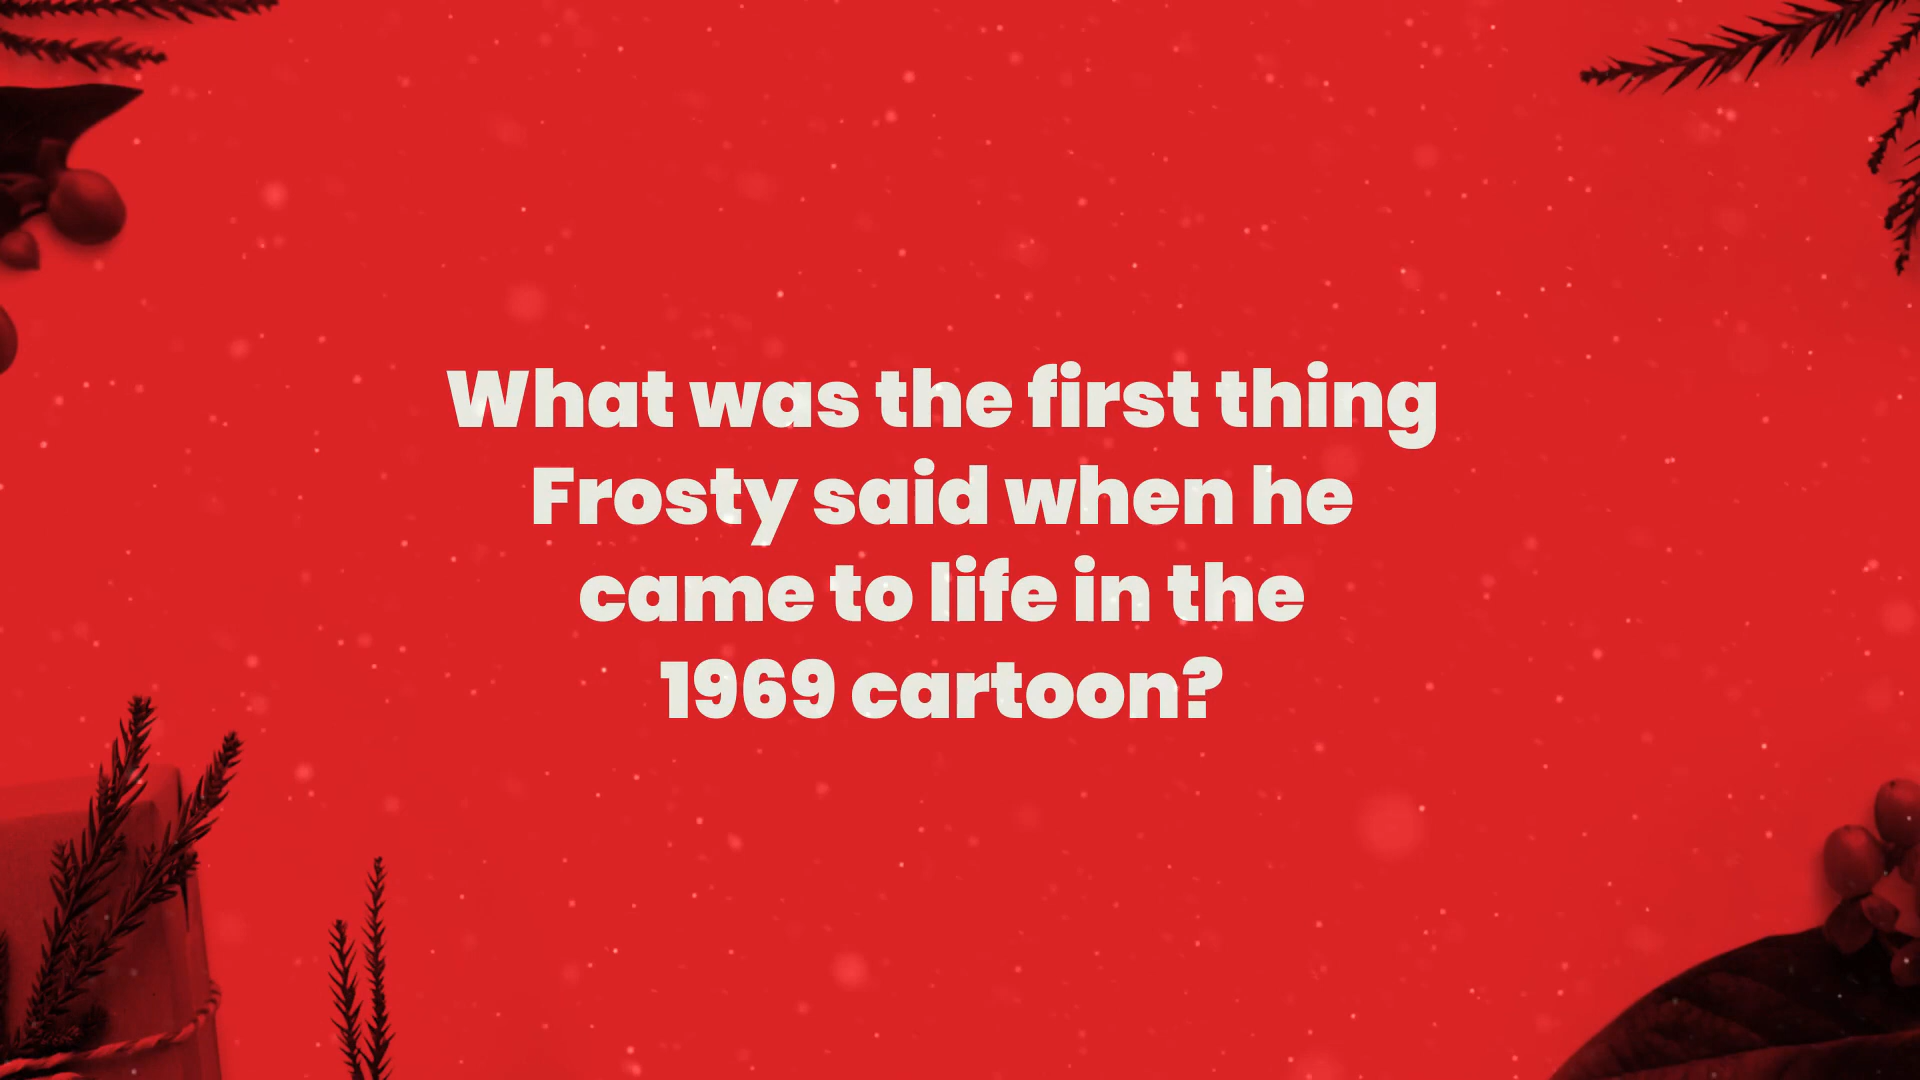 What was the first thing
Frosty said when he
came to life in the
1969 cartoon?